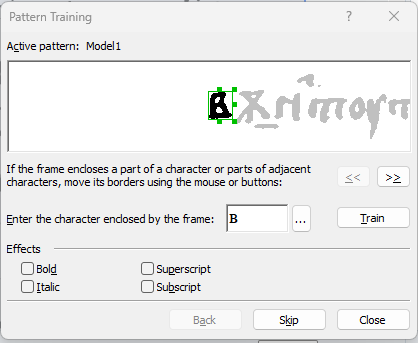 Pattern Training
Active pattern: Model1
If the frame encloses a part of a character or parts of adjacent
characters, move its borders using the mouse or buttons:
<< >>
Enter the character enclosed by the frame: B ... Train
Effects
Bold Superscript
Italic Subscript
Back Skip Close